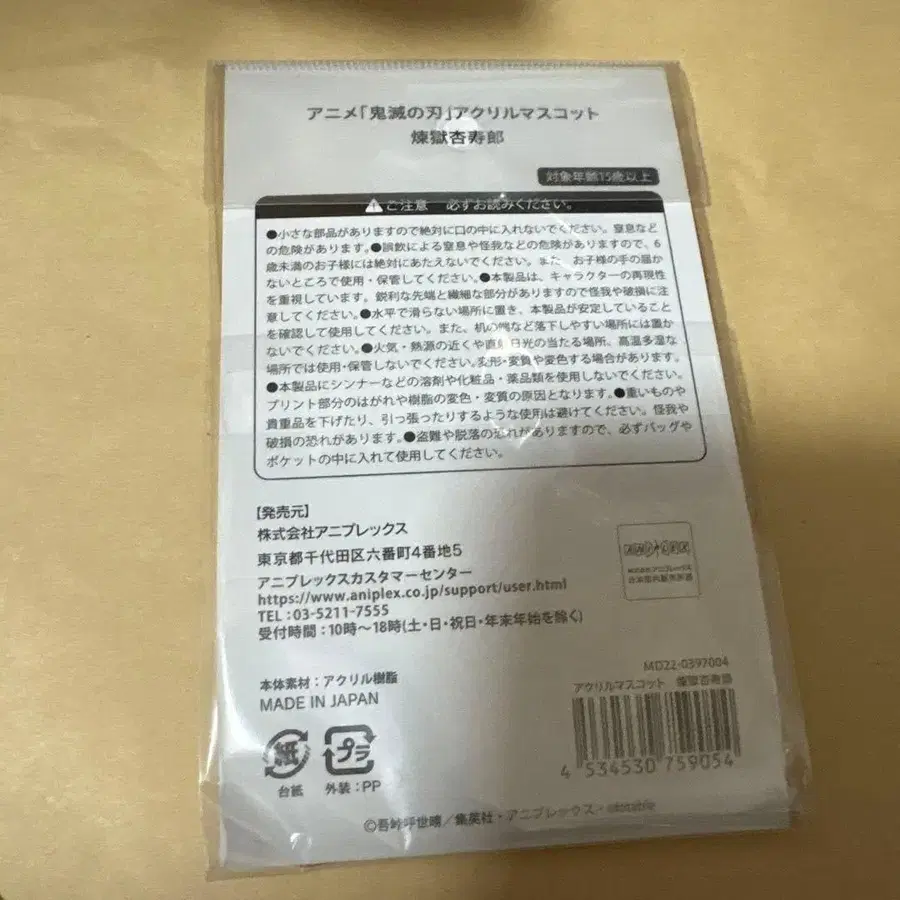 アニメ「鬼滅の刃」アクリルマスコット
煉獄杏寿郎
対象年齢15歳以上
ご注意 必ずお読みください。
●小さな部品がありますので絶対に口の中に入れないでください。窒息など
の危険があります。●誤飲による窒息や怪我などの危険がありますので、6
歳未満のお子様には絶対にあたえないでください。また、お子様の手の届か
ないところで使用・保管してください。●本製品は、キャラクターの再現性
を重視しています。鋭利な先端と繊細な部分がありますので怪我や破損に注
意してください。●水平で滑らない場所に置き、本製品が安定していること
を確認して使用してください。また、机の端など落下しやすい場所には置か
ないでください。●火気・熱源の近くや直射日光の当たる場所、高温多湿な
場所では使用・保管しないでください。変形・変質や変色する場合があります。
●本製品にシンナーなどの溶剤や化粧品・薬品類を使用しないでください。
プリント部分のはがれや樹脂の変色・変質の原因となります。●重いものや
貴重品を下げたり、引っ張ったりするような使用は避けてください。怪我や
破損の恐れがあります。●盗難や脱落の恐れがありますので、必ずバッグや
ポケットの中に入れて使用してください。
【発売元】
株式会社アニプレックス
東京都千代田区六番町4番地5
アニプレックスカスタマーセンター
https://www.aniplex.co.jp/support/user.html
TEL：03-5211-7555
受付時間：10時～18時(土・日・祝日・年末年始を除く)
株式会社アニプレックス
日本国内販売許諾
MD22-0397004
アクリルマスコット 煉獄杏寿郎
本体素材：アクリル樹脂
MADE IN JAPAN
4 534530 759054
紙
プラ
台紙
外装：PP
©吾峠呼世晴／集英社・アニプレックス・ufotable